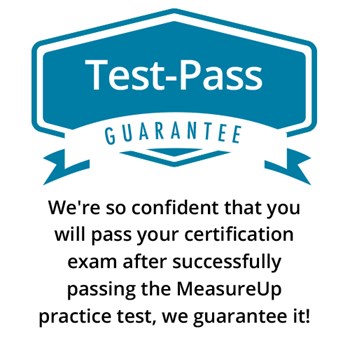 Test-Pass
GUARANTEE
We're so confident that you
will pass your certification
exam after successfully
passing the MeasureUp
practice test, we guarantee it!